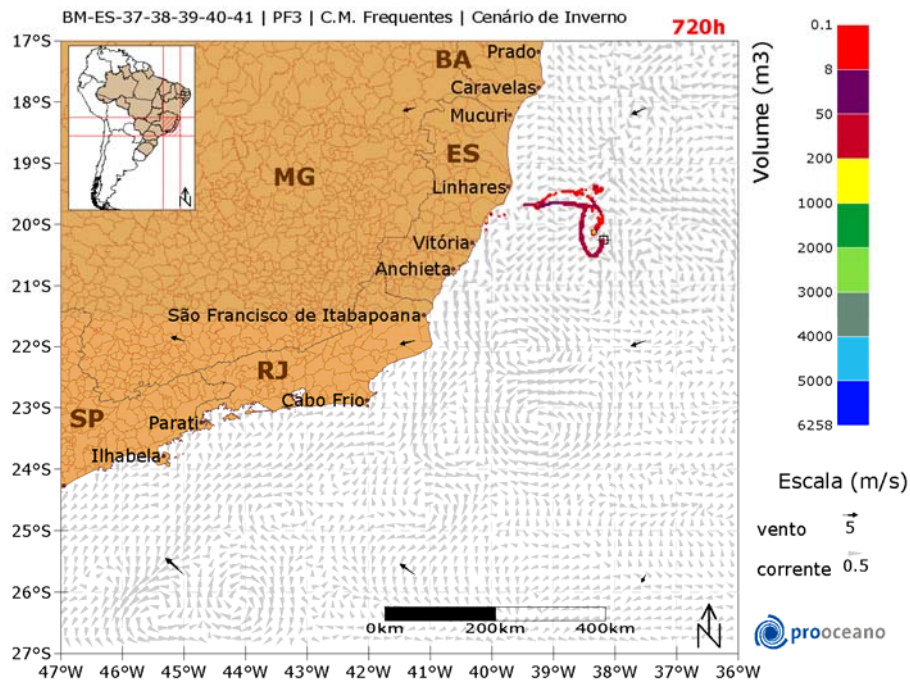 BM-ES-37-38-39-40-41 | PF3 | C.M. Frequentes | Cenário de Inverno
720h
17°S
18°S
19°S
20°S
21°S
22°S
23°S
24°S
25°S
26°S
27°S
47°W 46°W 45°W 44°W 43°W 42°W 41°W 40°W 39°W 38°W 37°W 36°W
N
BA
Prado
Caravelas
Mucuri
ES
MG
Linhares
Vitória
Anchieta
São Francisco de Itabapoana
RJ
Cabo Frio
SP
Parati
Ilhabela
0km 200km 400km
N
Volume (m3)
0.1
8
50
200
1000
2000
3000
4000
5000
6258
Escala (m/s)
vento 5
corrente 0.5
prooceano